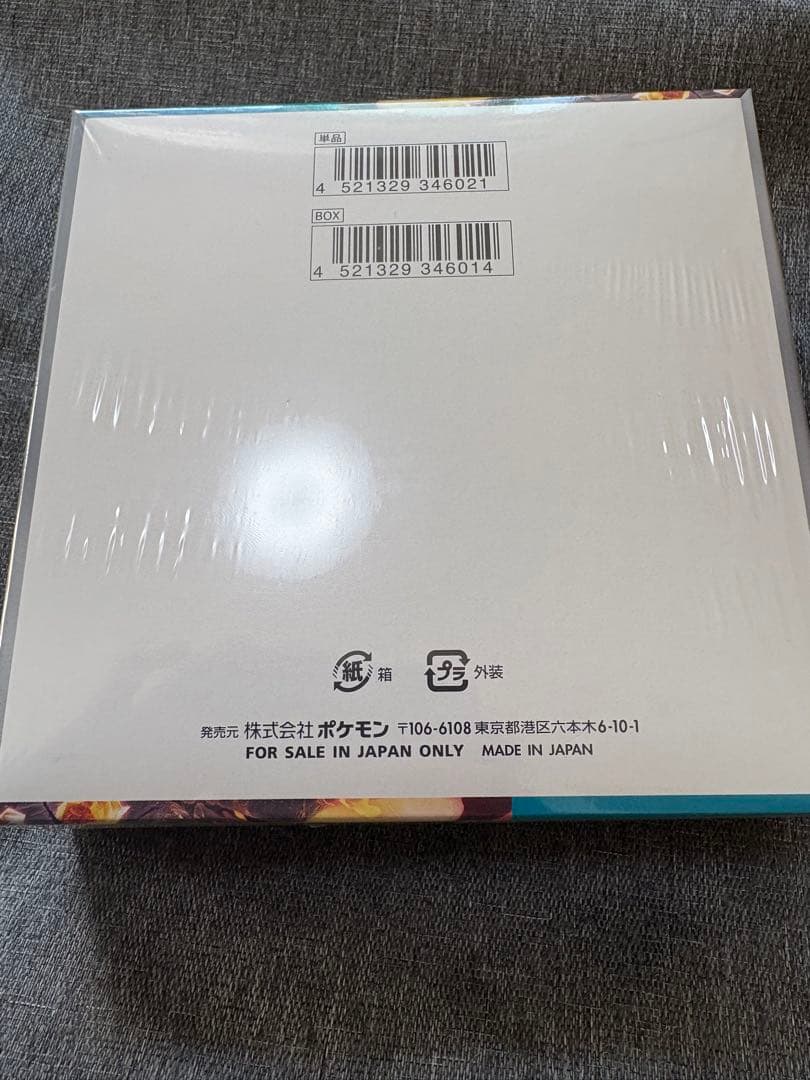 単品
4 521329 346021
BOX
4 521329 346014
紙 箱
プラ 外装
発売元 株式会社 ポケモン 〒106-6108 東京都港区六本木6-10-1
FOR SALE IN JAPAN ONLY MADE IN JAPAN